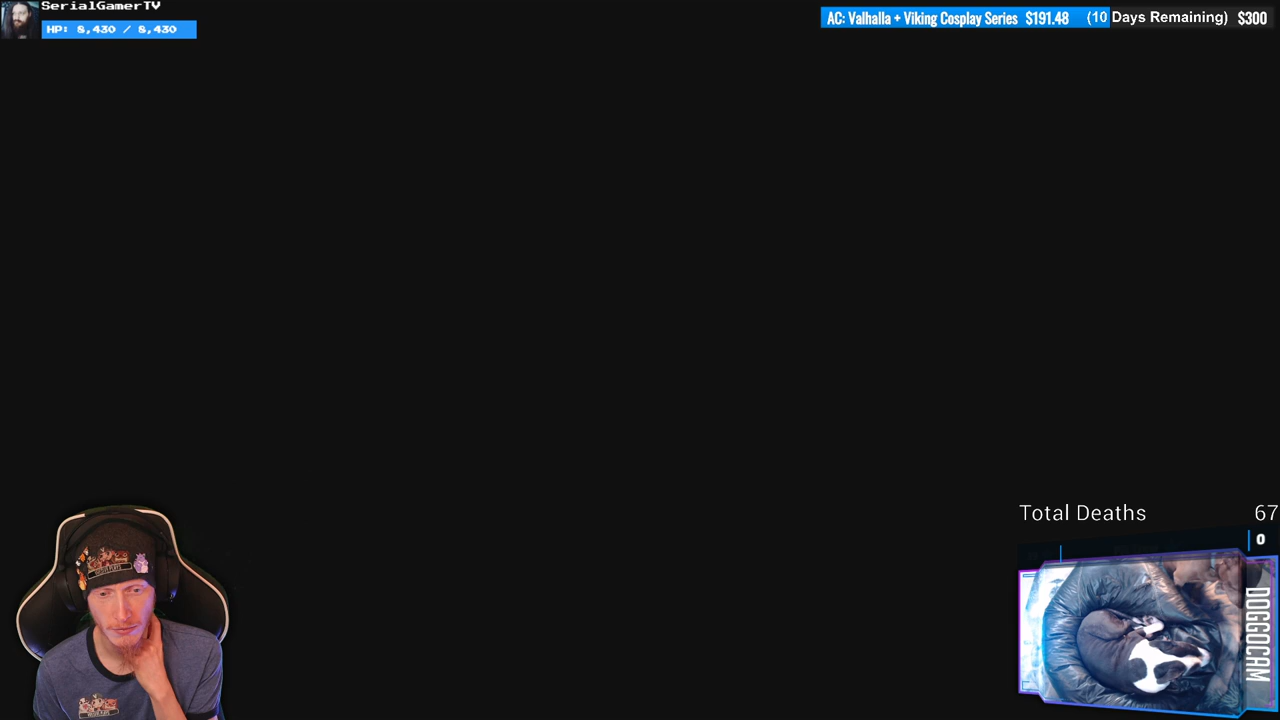 SerialGamerTV
HP: 8,430 / 8,430
AC: Valhalla + Viking Cosplay Series $191.48 (10 Days Remaining) $300
Total Deaths 67
0
DOGGOCAM